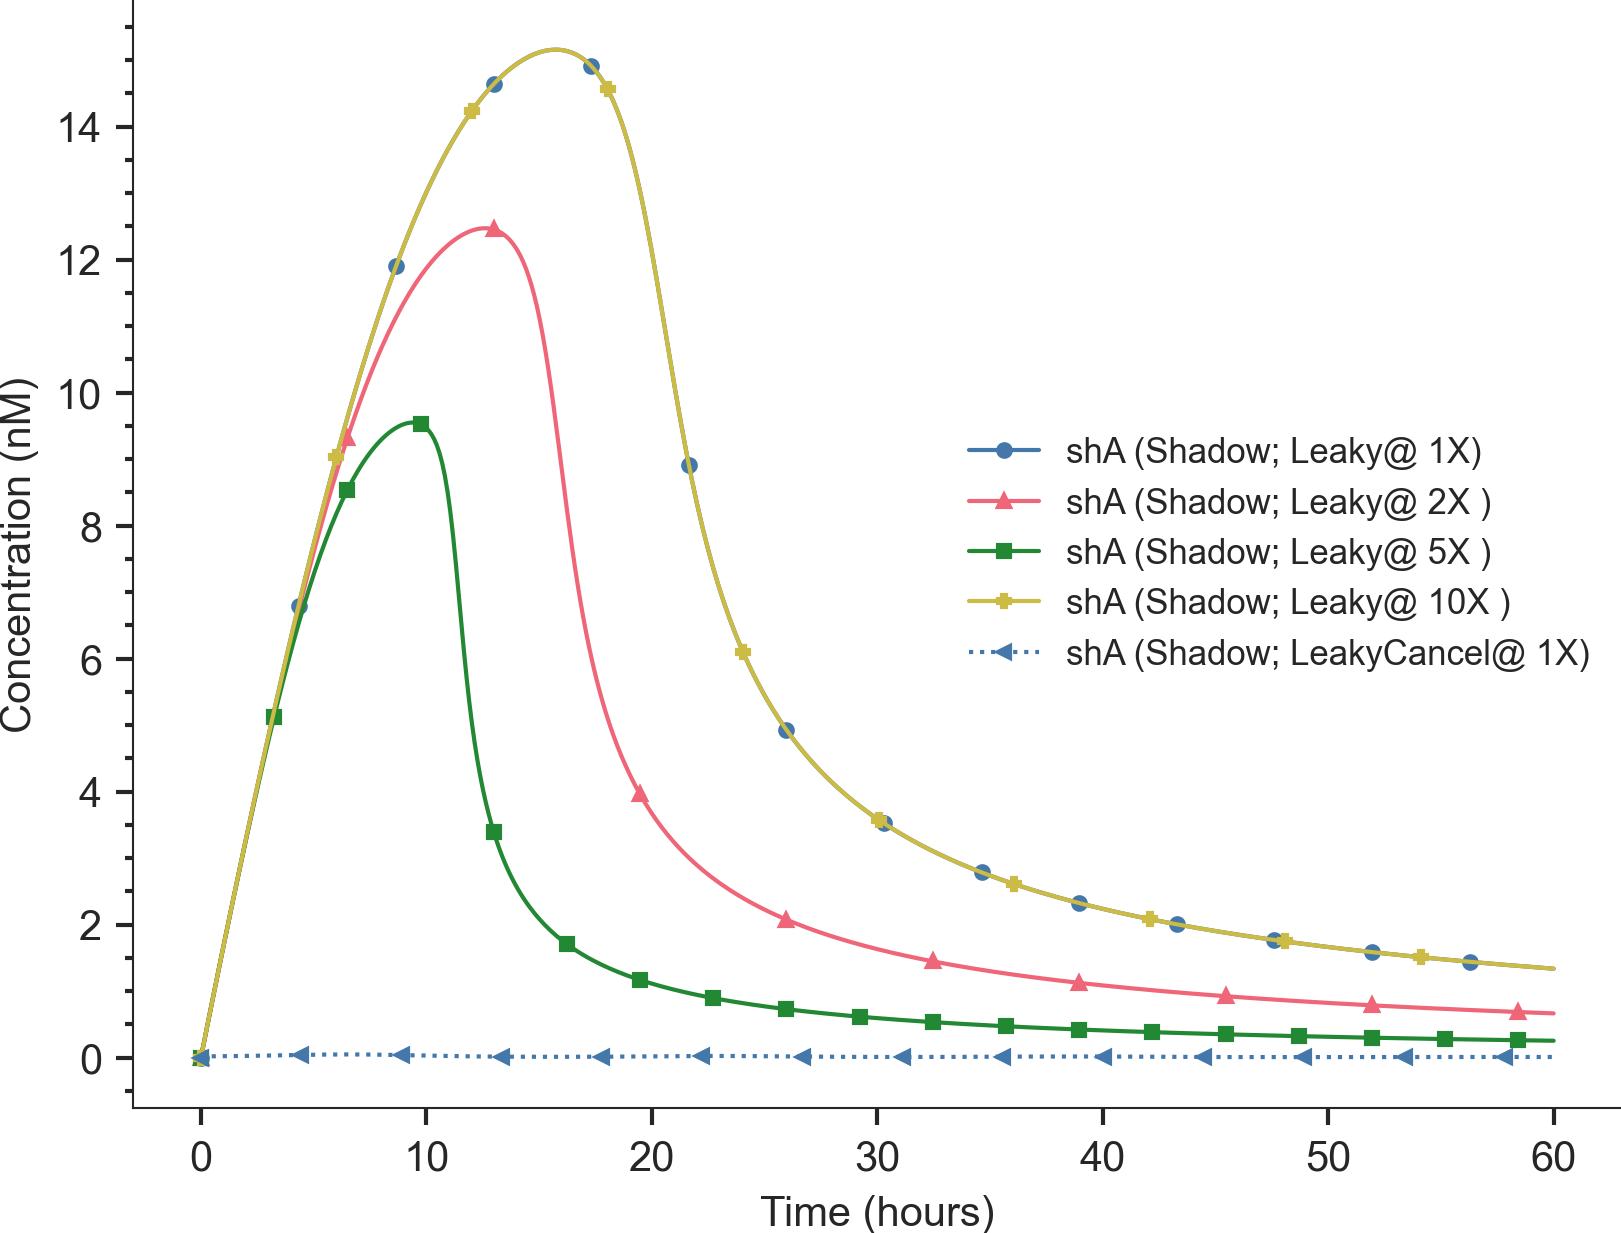 Concentration (nM)
14
12
10
8
6
4
2
0
shA (Shadow; Leaky@ 1X)
shA (Shadow; Leaky@ 2X )
shA (Shadow; Leaky@ 5X )
shA (Shadow; Leaky@ 10X )
shA (Shadow; LeakyCancel@ 1X)
0 10 20 30 40 50 60
Time (hours)